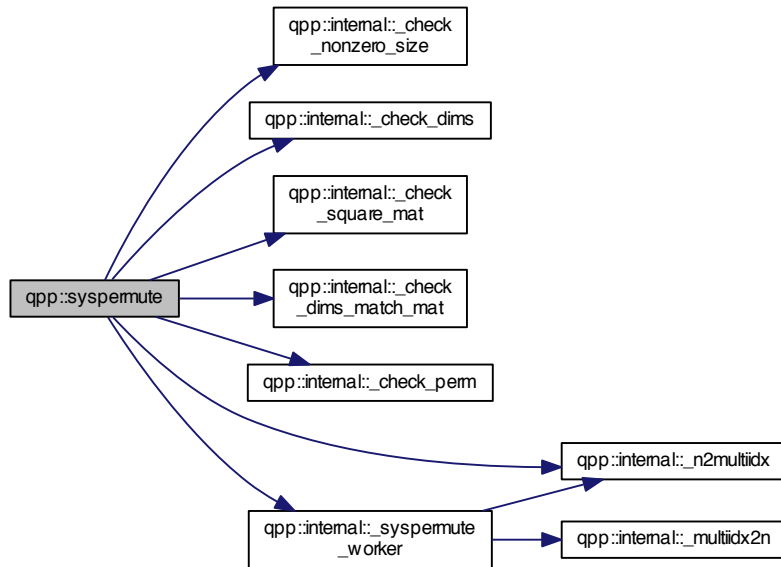 qpp::internal::_check
_nonzero_size
qpp::internal::_check_dims
qpp::internal::_check
_square_mat
qpp::syspermute
qpp::internal::_check
_dims_match_mat
qpp::internal::_check_perm
qpp::internal::_n2multiidx
qpp::internal::_syspermute
_worker
qpp::internal::_multiidx2n